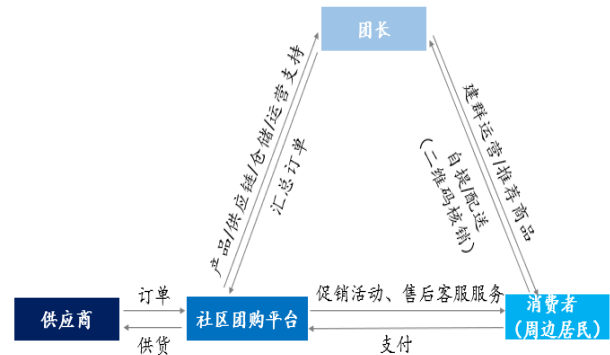 团长
产品/供应链/仓储/运营支持
汇总订单
建群运营/推荐商品
自提/配送
（二维码核销）
供应商
订单
供货
社区团购平台
促销活动、售后客服服务
支付
消费者
（周边居民）